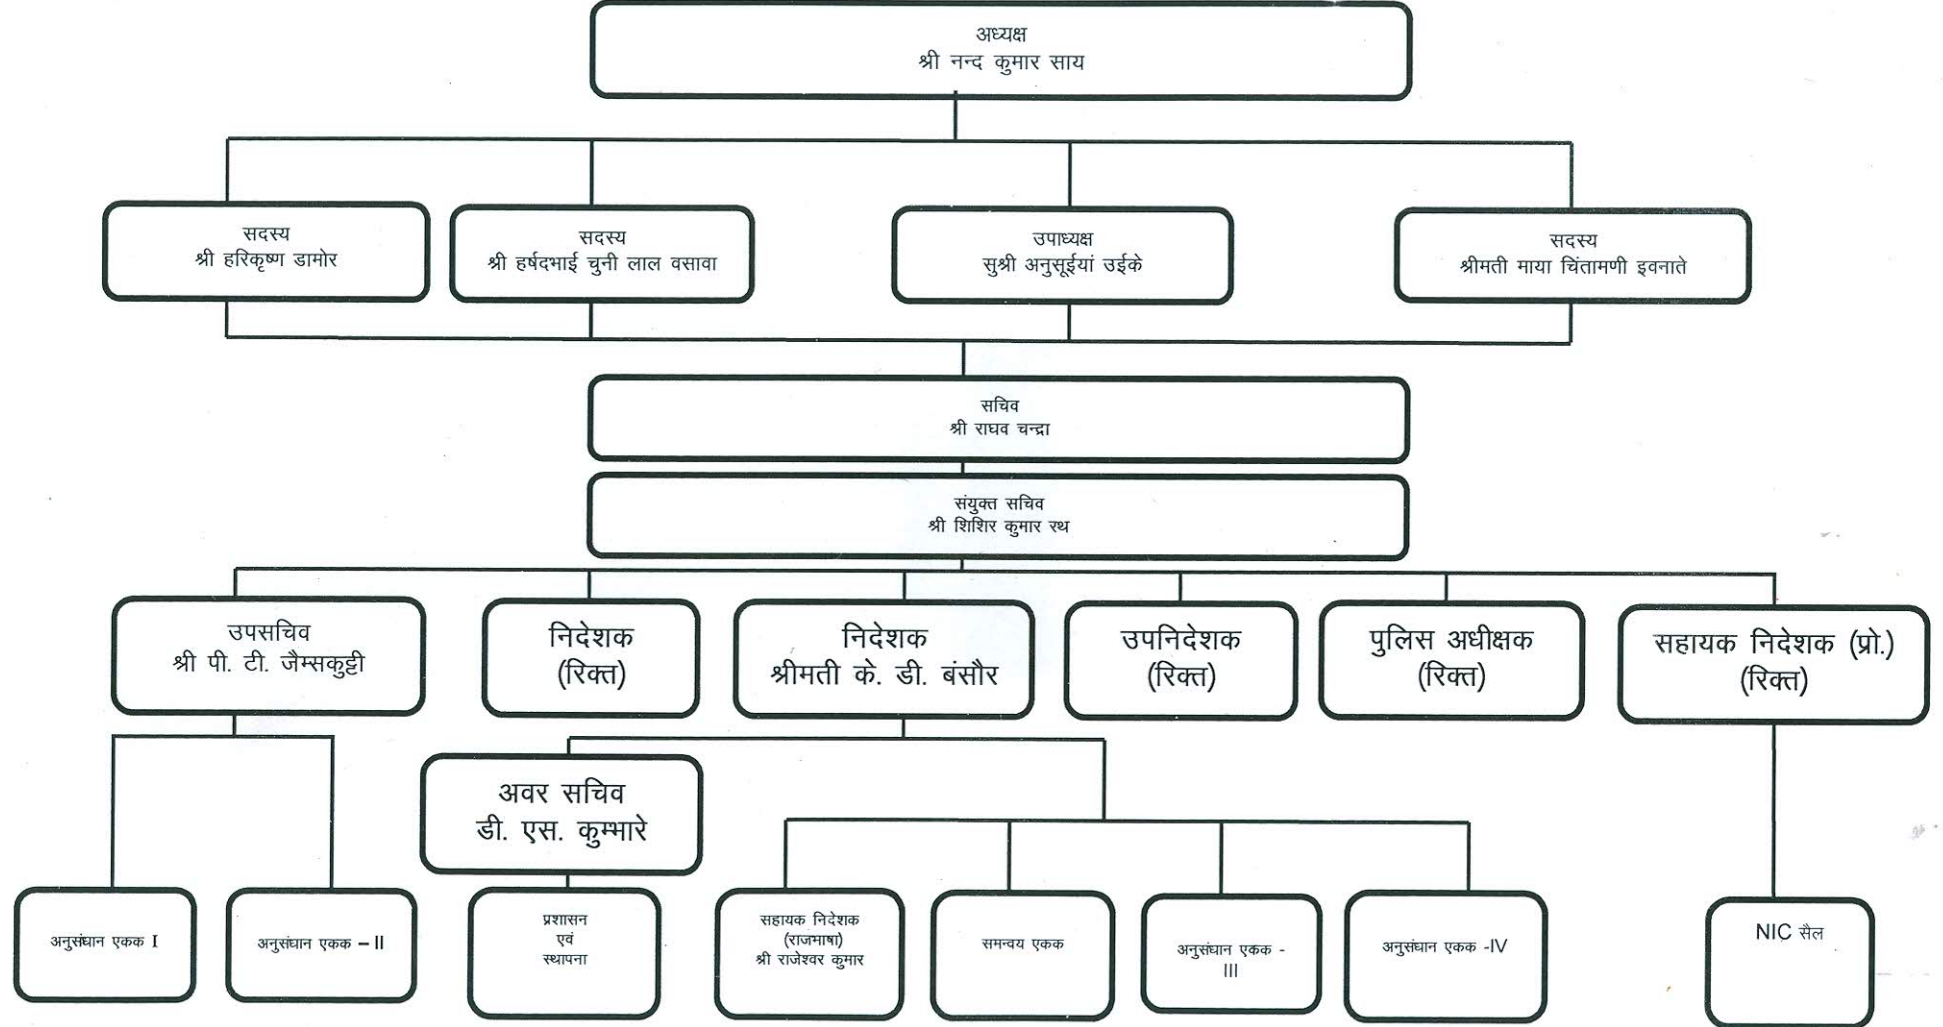 अध्यक्ष
श्री नन्द कुमार साय
सदस्य
श्री हरिकृष्ण डामोर
सदस्य
श्री हर्षदभाई चुनी लाल वसावा
उपाध्यक्ष
सुश्री अनुसूईयां उईके
सदस्य
श्रीमती माया चिंतामणी इवनाते
सचिव
श्री राघव चन्द्रा
संयुक्त सचिव
श्री शिशिर कुमार रथ
उपसचिव
श्री पी. टी. जैम्सकुट्टी
निदेशक
(रिक्त)
निदेशक
श्रीमती के. डी. बंसौर
उपनिदेशक
(रिक्त)
पुलिस अधीक्षक
(रिक्त)
सहायक निदेशक (प्रो.)
(रिक्त)
अवर सचिव
डी. एस. कुम्भारे
अनुसंघान एकक I
अनुसंघान एकक – II
प्रशासन
एवं
स्थापना
सहायक निदेशक
(राजभाषा)
श्री राजेश्वर कुमार
समन्वय एकक
अनुसंघान एकक -
III
अनुसंघान एकक -IV
NIC सैल